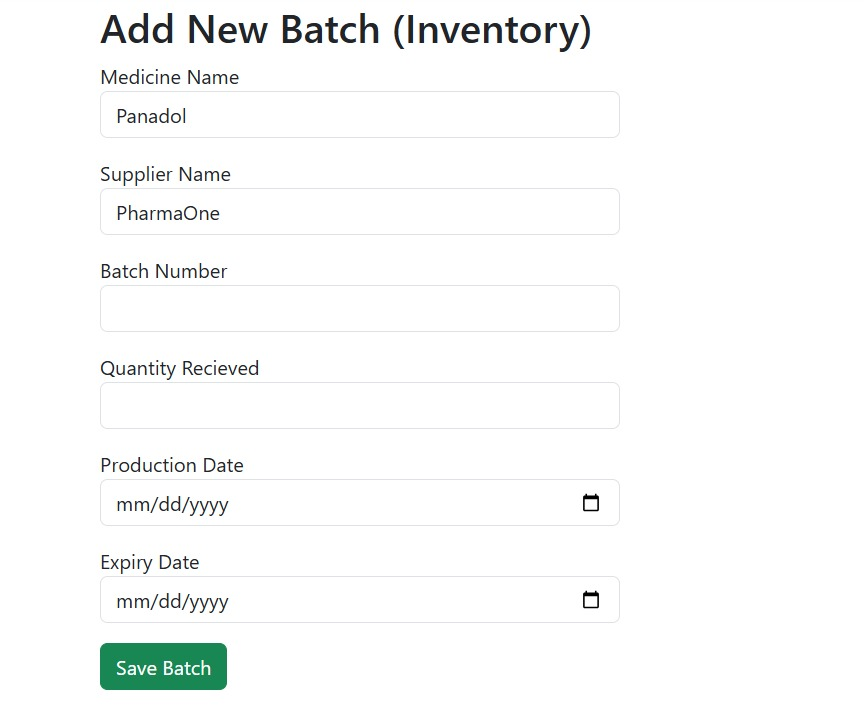 Add New Batch (Inventory)
Medicine Name
Panadol
Supplier Name
PharmaOne
Batch Number
Quantity Recieved
Production Date
mm/dd/yyyy
Expiry Date
mm/dd/yyyy
Save Batch